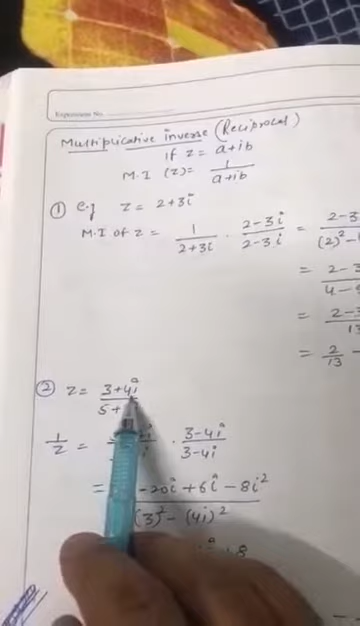 Experiment No.
Multiplicative inverse (Reciprocal)
if z = a+ib
M.I (z) = 1/(a+ib)
① e.g z = 2+3i
M.I of z = 1/(2+3i) · (2-3i)/(2-3i) = 2-3
(2)² -
= 2-3
4-
= 2-3
13
= 2/13 -
② z = 3+4i
5+
1/z = · (3-4i)/(3-4i)
= -20i+6i-8i²
(3)² - (4i)²
+8